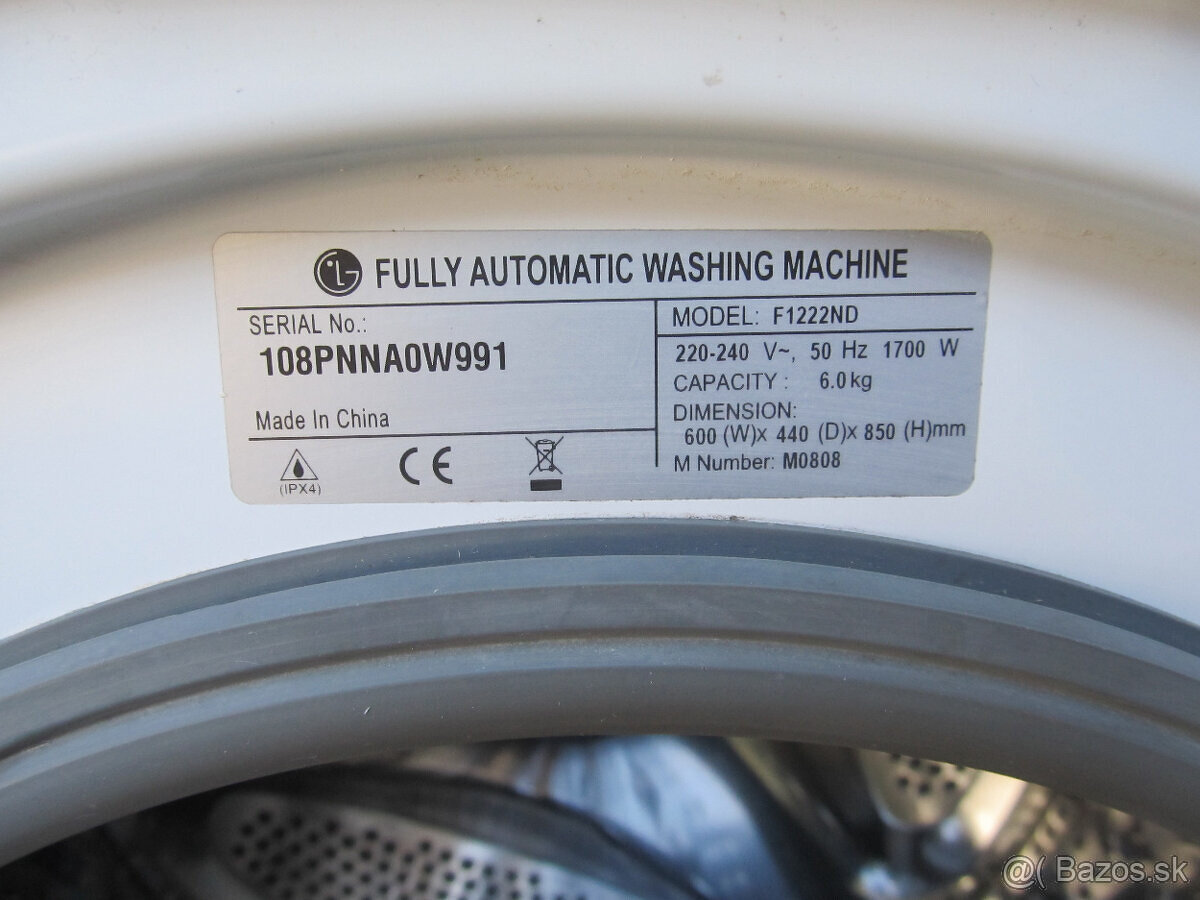 LG FULLY AUTOMATIC WASHING MACHINE
SERIAL No.:
108PNNA0W991
Made In China
(IPX4)
CE
MODEL: F1222ND
220-240 V~, 50 Hz 1700 W
CAPACITY : 6.0kg
DIMENSION:
600 (W)x 440 (D)x 850 (H)mm
M Number: M0808
@( Bazos.sk